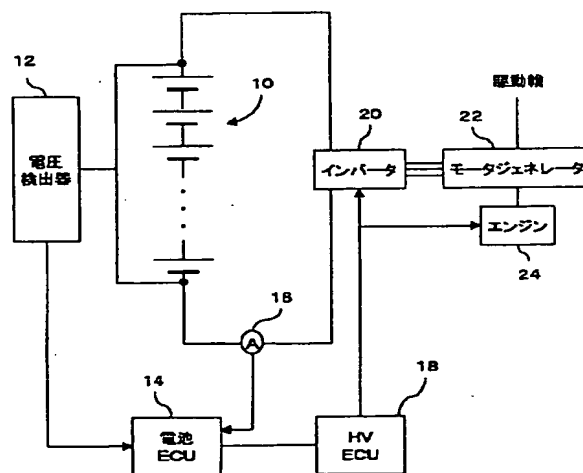 12
電圧
検出器
10
駆動輪
20
22
インバータ
モータジェネレータ
エンジン
24
18
A
14
電池
ECU
18
HV
ECU